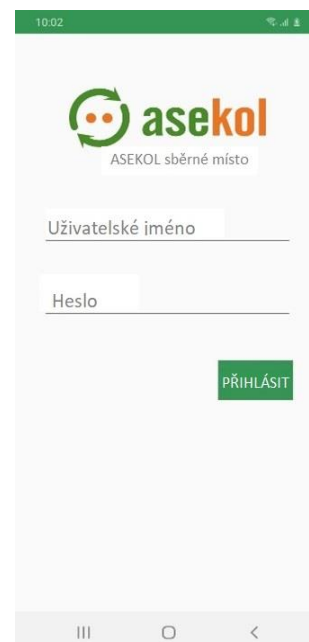 10:02
asekol
ASEKOL sběrné místo
Uživatelské jméno
Heslo
PŘIHLÁSIT